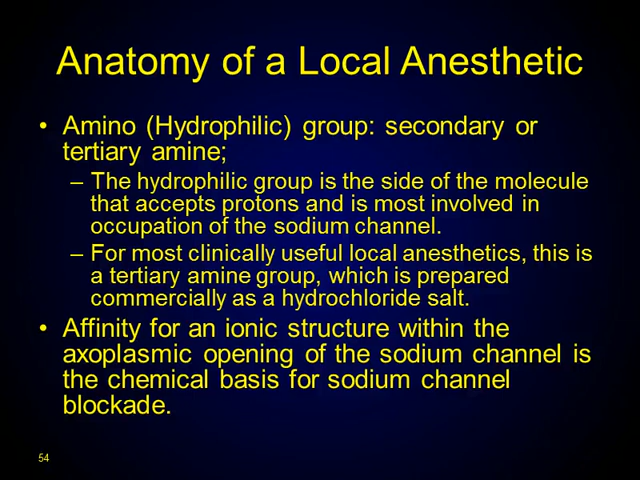 Anatomy of a Local Anesthetic
• Amino (Hydrophilic) group: secondary or
tertiary amine;
– The hydrophilic group is the side of the molecule
that accepts protons and is most involved in
occupation of the sodium channel.
– For most clinically useful local anesthetics, this is
a tertiary amine group, which is prepared
commercially as a hydrochloride salt.
• Affinity for an ionic structure within the
axoplasmic opening of the sodium channel is
the chemical basis for sodium channel
blockade.
54